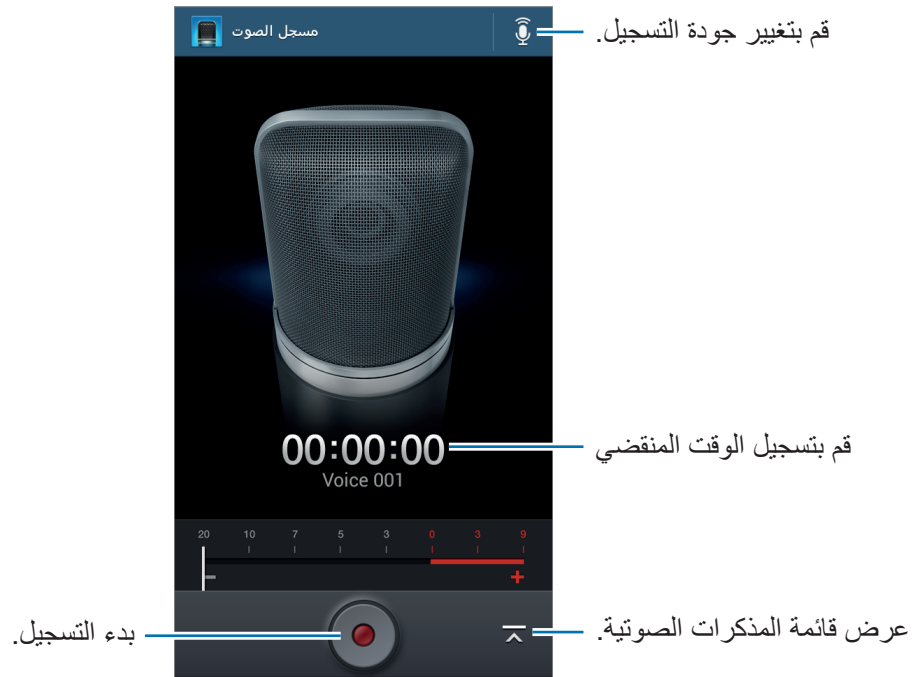 مسجل الصوت
قم بتغيير جودة التسجيل.
00:00:00
قم بتسجيل الوقت المنقضي
Voice 001
20 10 7 5 3 0 3 9
- +
عرض قائمة المذكرات الصوتية.
بدء التسجيل.